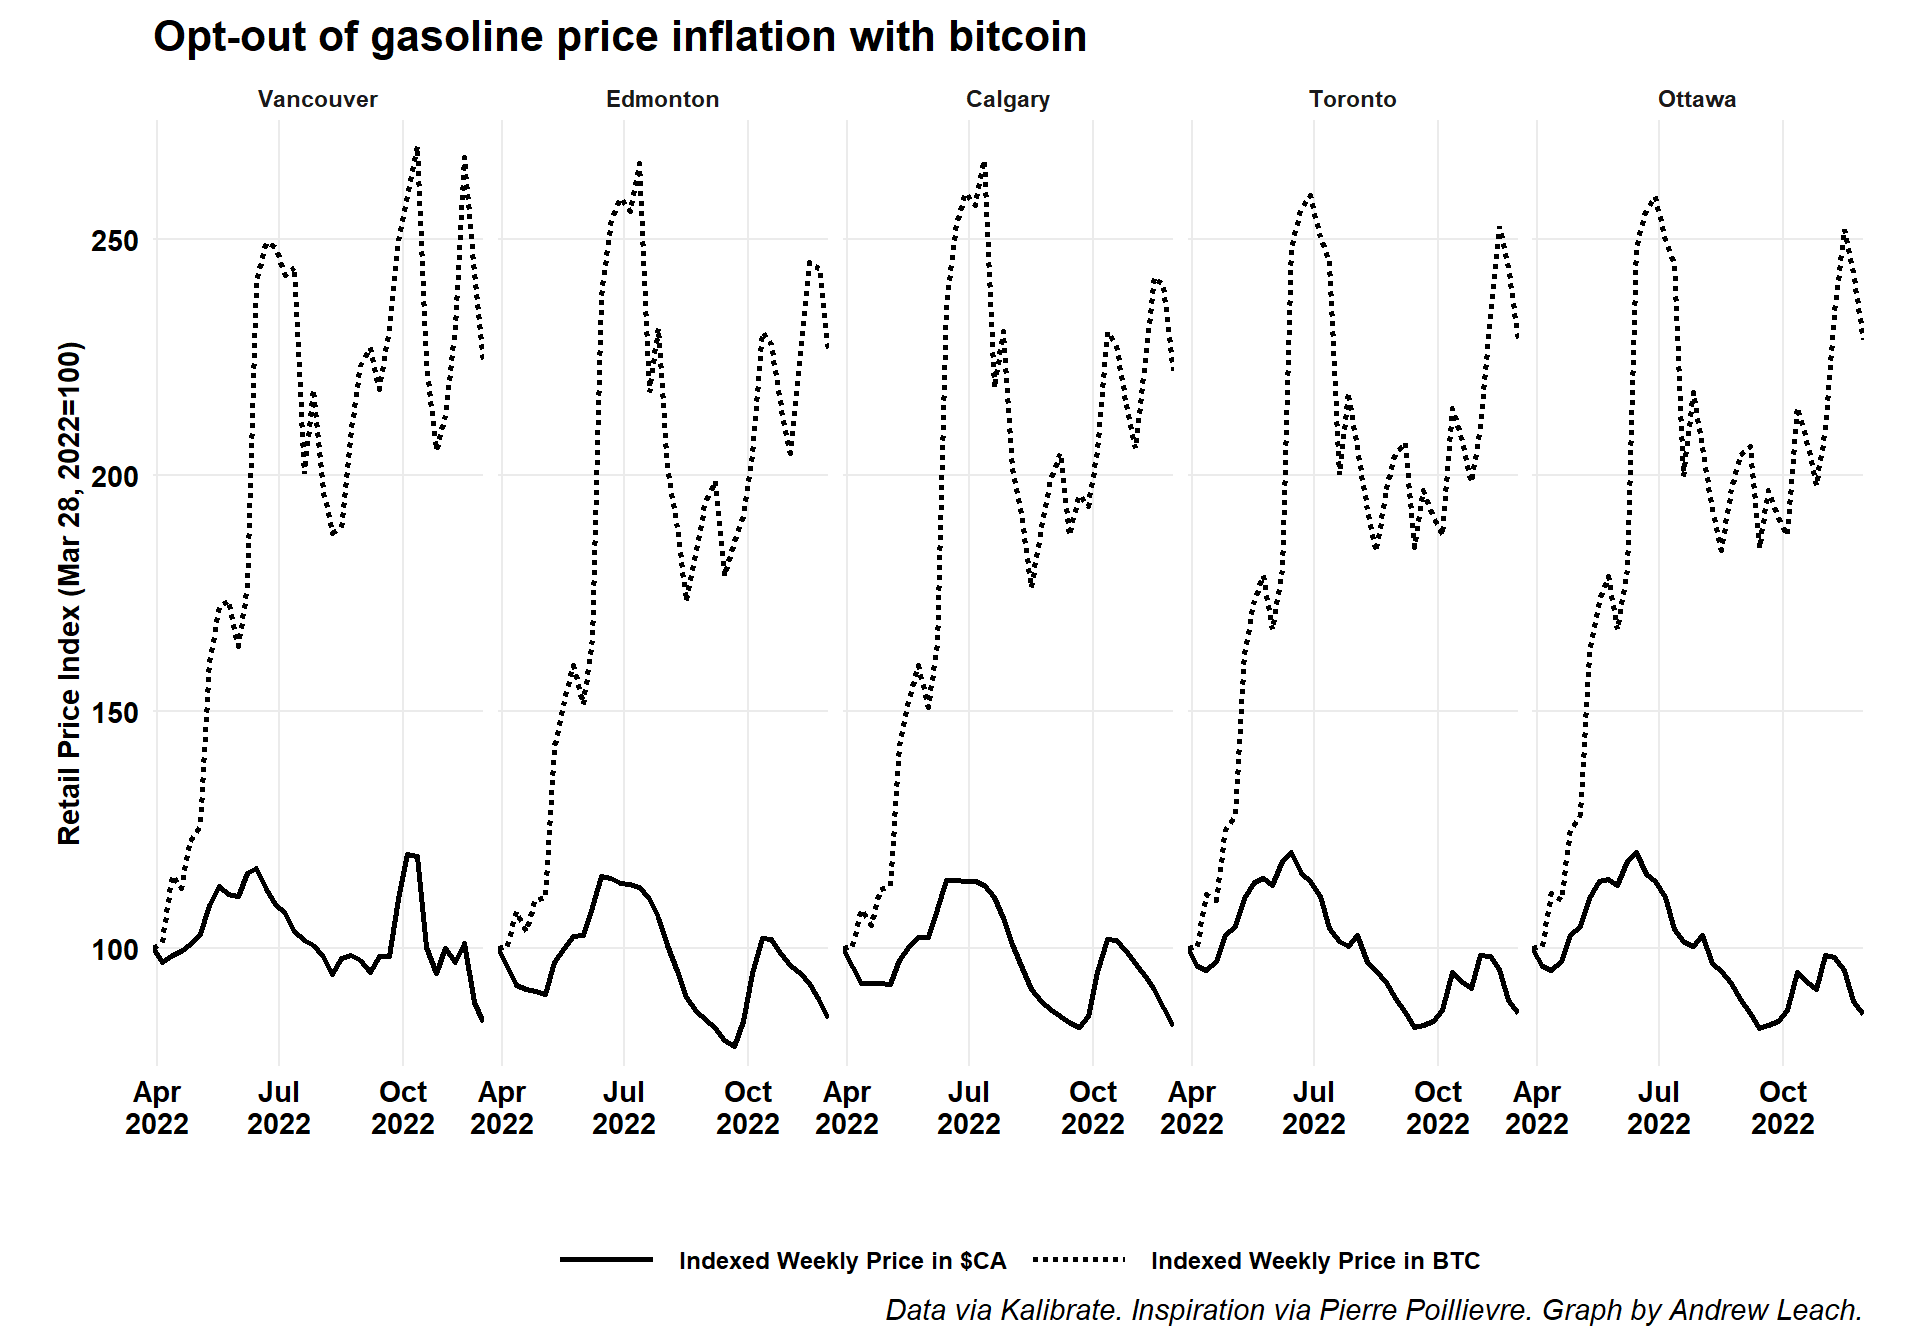 Opt-out of gasoline price inflation with bitcoin
Vancouver
Edmonton
Calgary
Toronto
Ottawa
Retail Price Index (Mar 28, 2022=100)
250
200
150
100
Apr 2022
Jul 2022
Oct 2022
Apr 2022
Jul 2022
Oct 2022
Apr 2022
Jul 2022
Oct 2022
Apr 2022
Jul 2022
Oct 2022
Apr 2022
Jul 2022
Oct 2022
Indexed Weekly Price in $CA
Indexed Weekly Price in BTC
Data via Kalibrate. Inspiration via Pierre Poillievre. Graph by Andrew Leach.